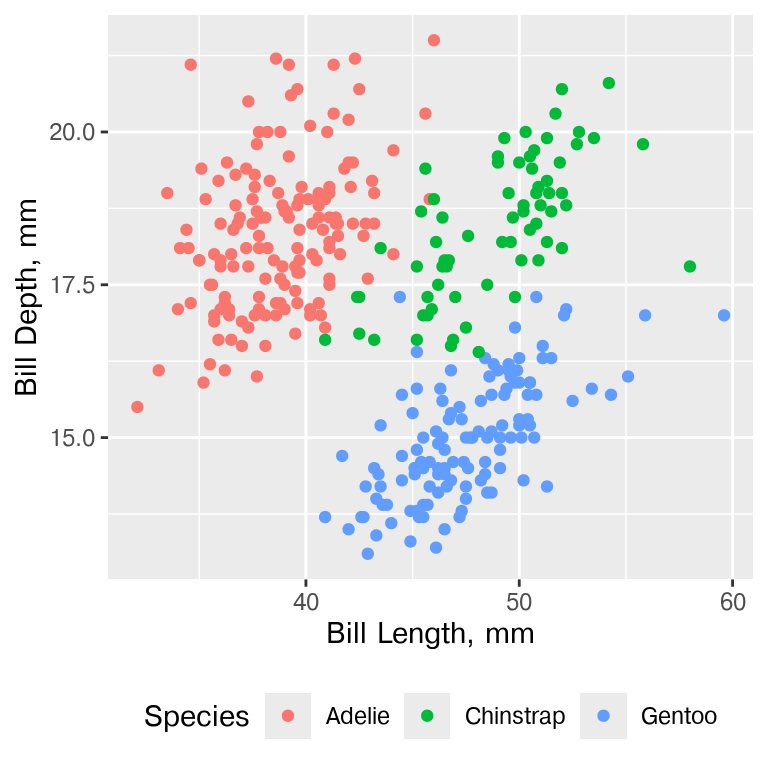 20.0
17.5
15.0
Bill Depth, mm
40 50 60
Bill Length, mm
Species Adelie Chinstrap Gentoo